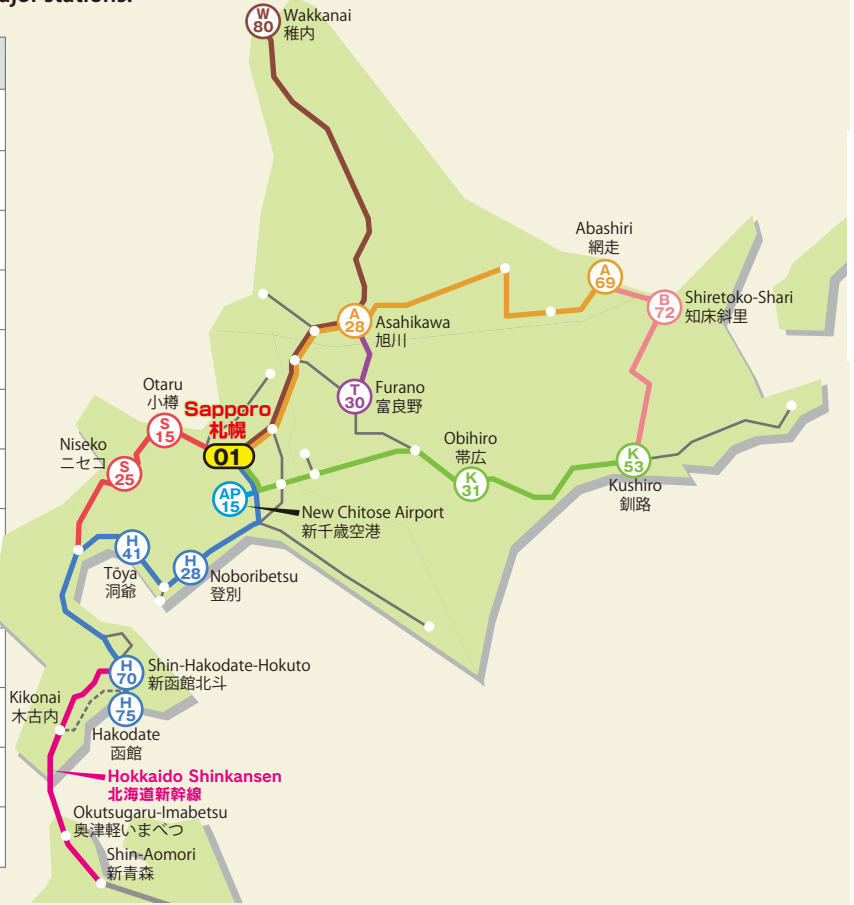 ajor stations.
W
80
Wakkanai
稚内
Abashiri
網走
A
69
B
72
Shiretoko-Shari
知床斜里
A
28
Asahikawa
旭川
Otaru
小樽
S
15
Sapporo
札幌
01
T
30
Furano
富良野
Niseko
ニセコ
S
25
Obihiro
帯広
K
31
K
53
Kushiro
釧路
AP
15
New Chitose Airport
新千歳空港
H
41
Tōya
洞爺
H
28
Noboribetsu
登別
H
70
Shin-Hakodate-Hokuto
新函館北斗
Kikonai
木古内
H
75
Hakodate
函館
Hokkaido Shinkansen
北海道新幹線
Okutsugaru-Imabetsu
奥津軽いまべつ
Shin-Aomori
新青森